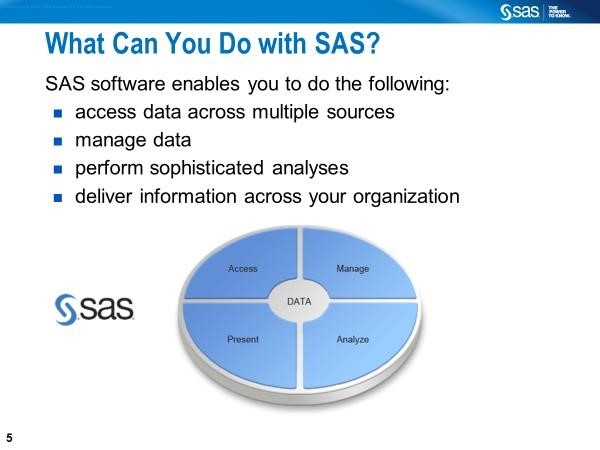 sas
THE
POWER
TO KNOW.
What Can You Do with SAS?
SAS software enables you to do the following:
access data across multiple sources
manage data
perform sophisticated analyses
deliver information across your organization
Access
Manage
DATA
sas
Present
Analyze
5